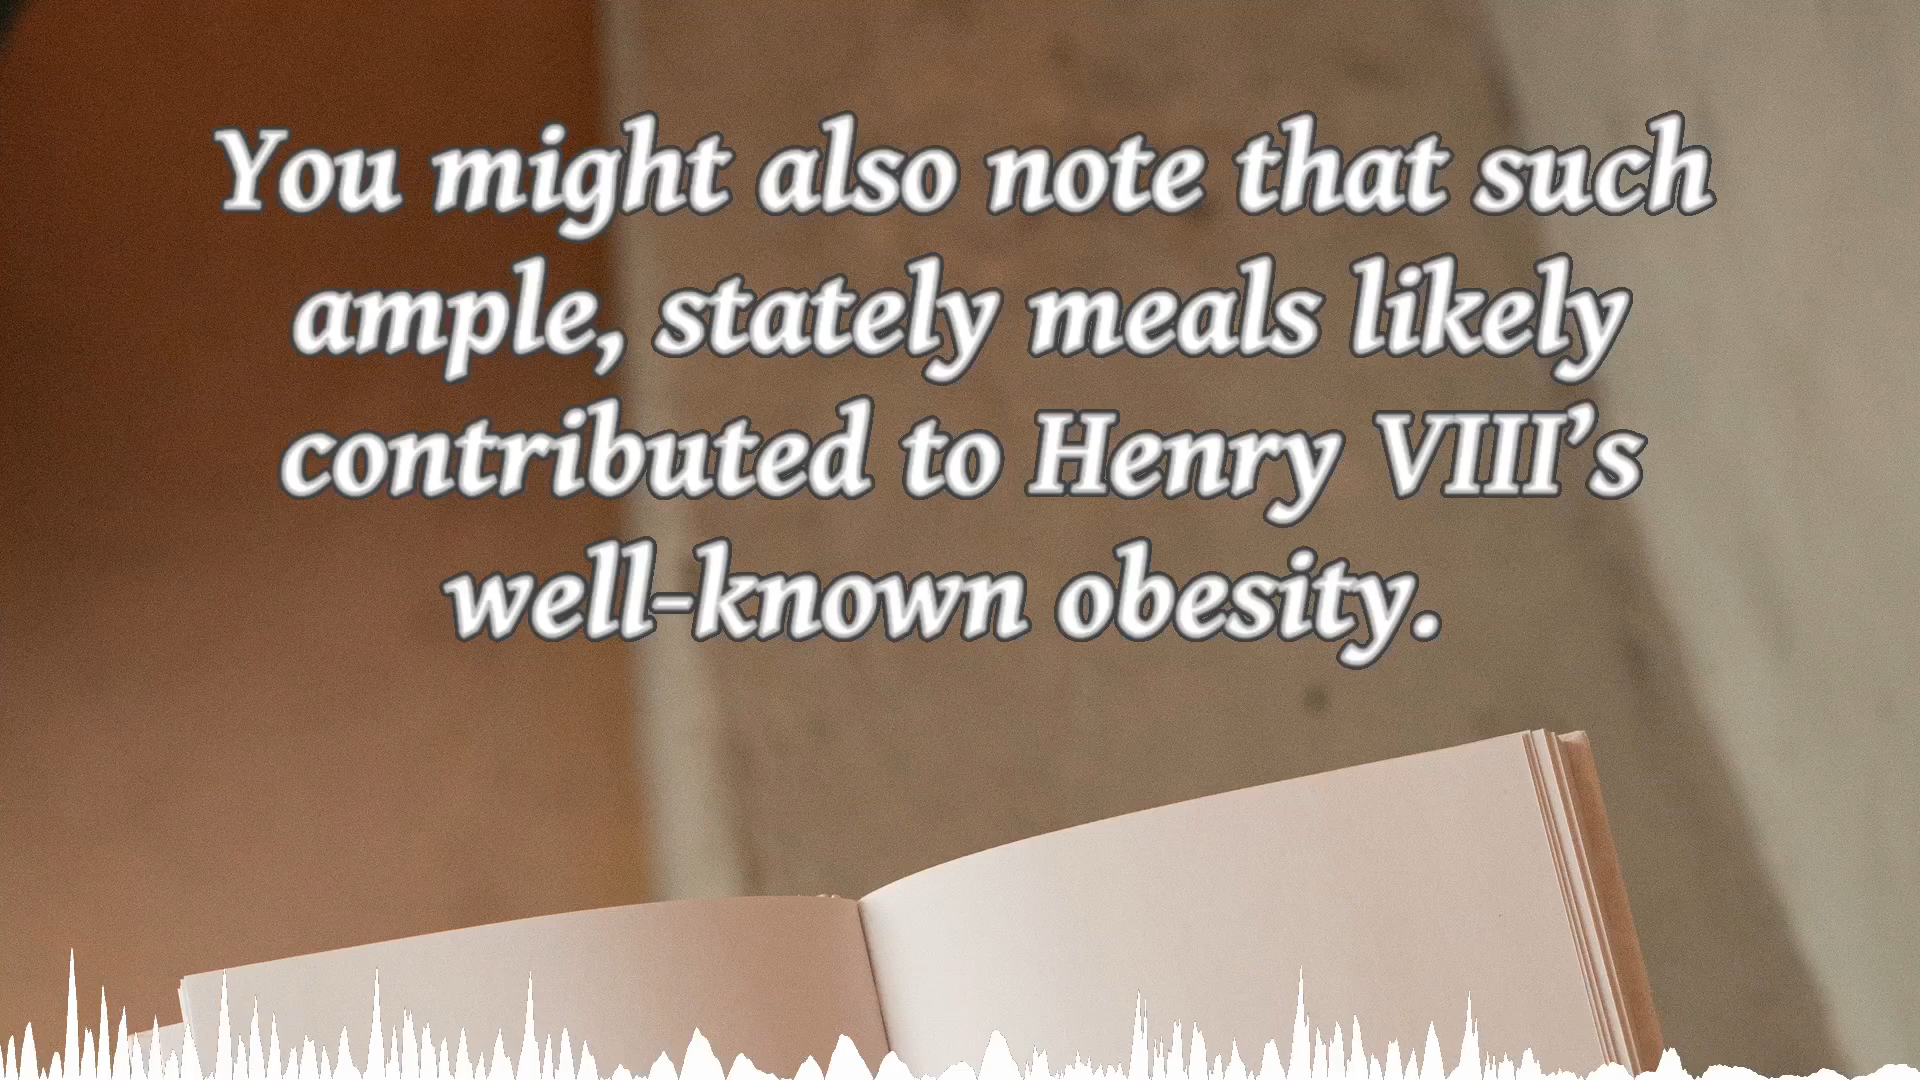 You might also note that such
ample, stately meals likely
contributed to Henry VIII’s
well-known obesity.